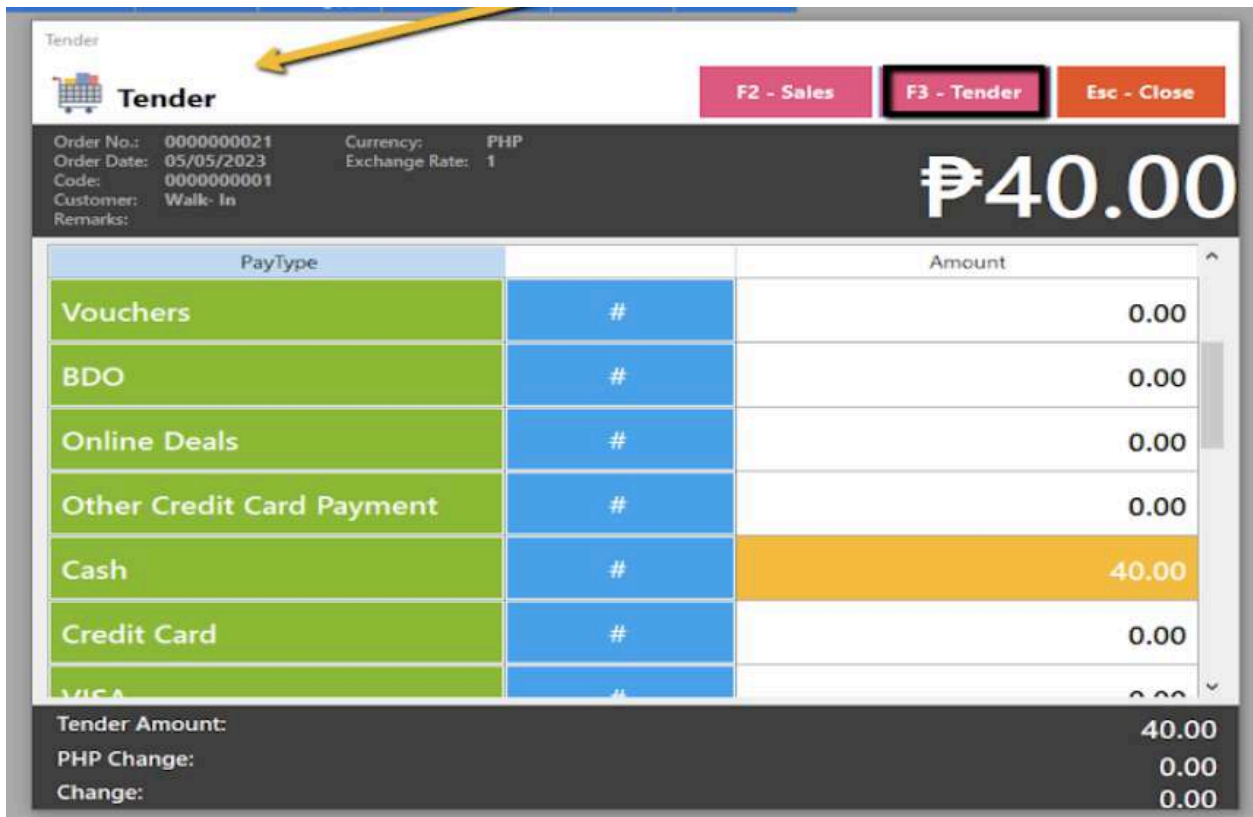 Tender
Tender
F2 - Sales
F3 - Tender
Esc - Close
Order No.: 0000000021 Currency: PHP
Order Date: 05/05/2023 Exchange Rate: 1
Code: 0000000001
Customer: Walk- In
Remarks:
₱40.00
PayType Amount
Vouchers # 0.00
BDO # 0.00
Online Deals # 0.00
Other Credit Card Payment # 0.00
Cash # 40.00
Credit Card # 0.00
VISA # 0.00
Tender Amount: 40.00
PHP Change: 0.00
Change: 0.00